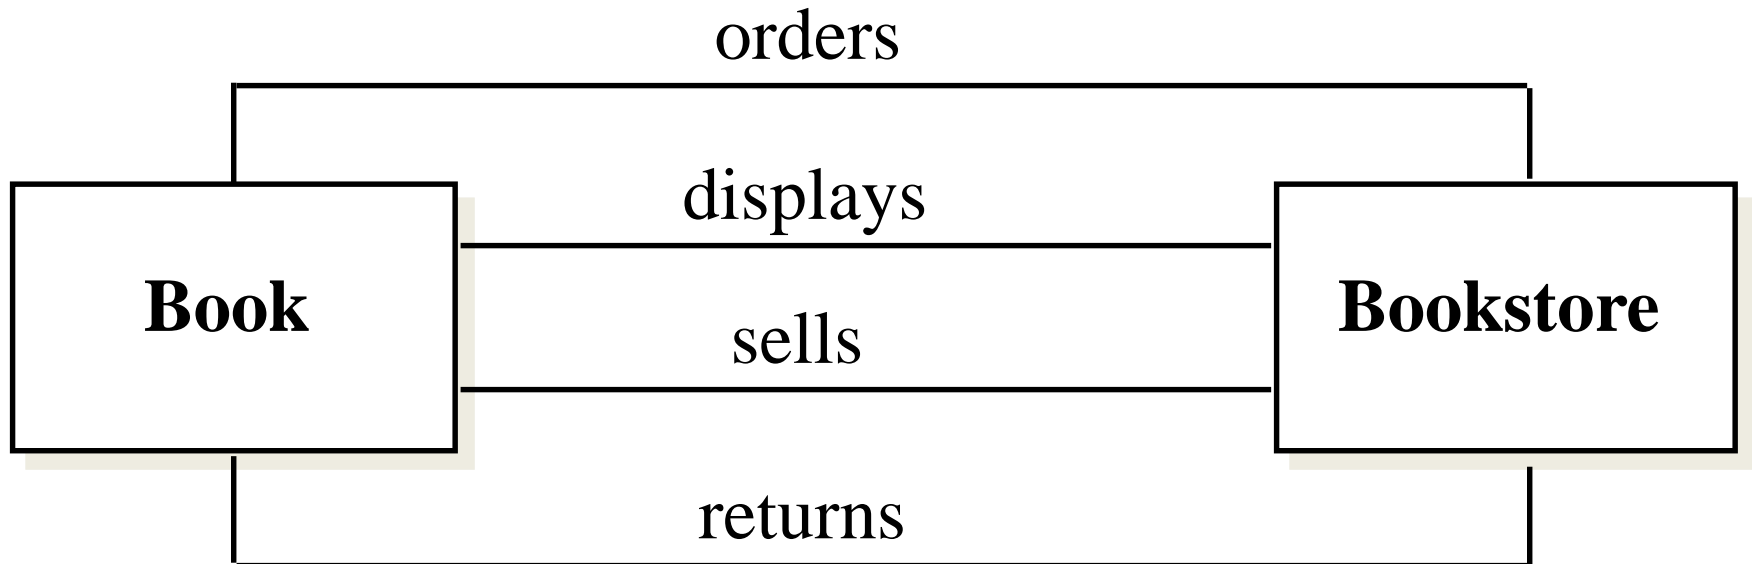 orders
displays
Book
Bookstore
sells
returns